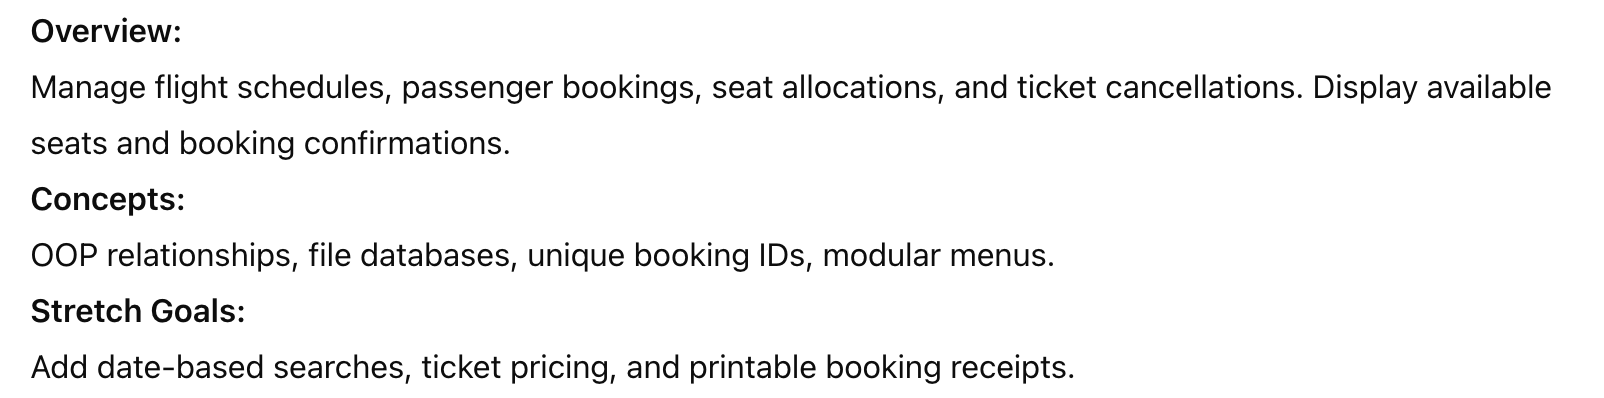 Overview:
Manage flight schedules, passenger bookings, seat allocations, and ticket cancellations. Display available
seats and booking confirmations.
Concepts:
OOP relationships, file databases, unique booking IDs, modular menus.
Stretch Goals:
Add date-based searches, ticket pricing, and printable booking receipts.